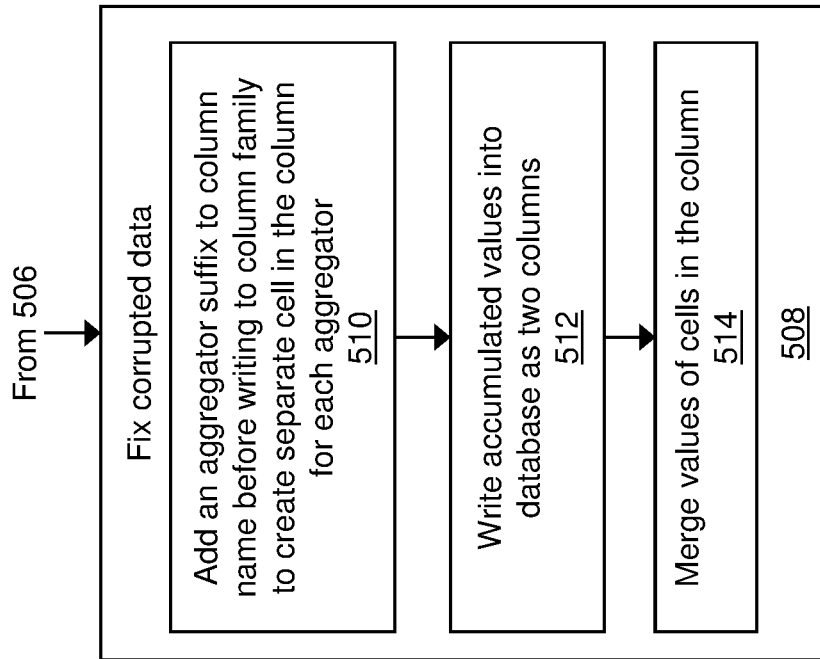 From 506
Fix corrupted data
Add an aggregator suffix to column
name before writing to column family
to create separate cell in the column
for each aggregator
510
Write accumulated values into
database as two columns
512
Merge values of cells in the column
514
508